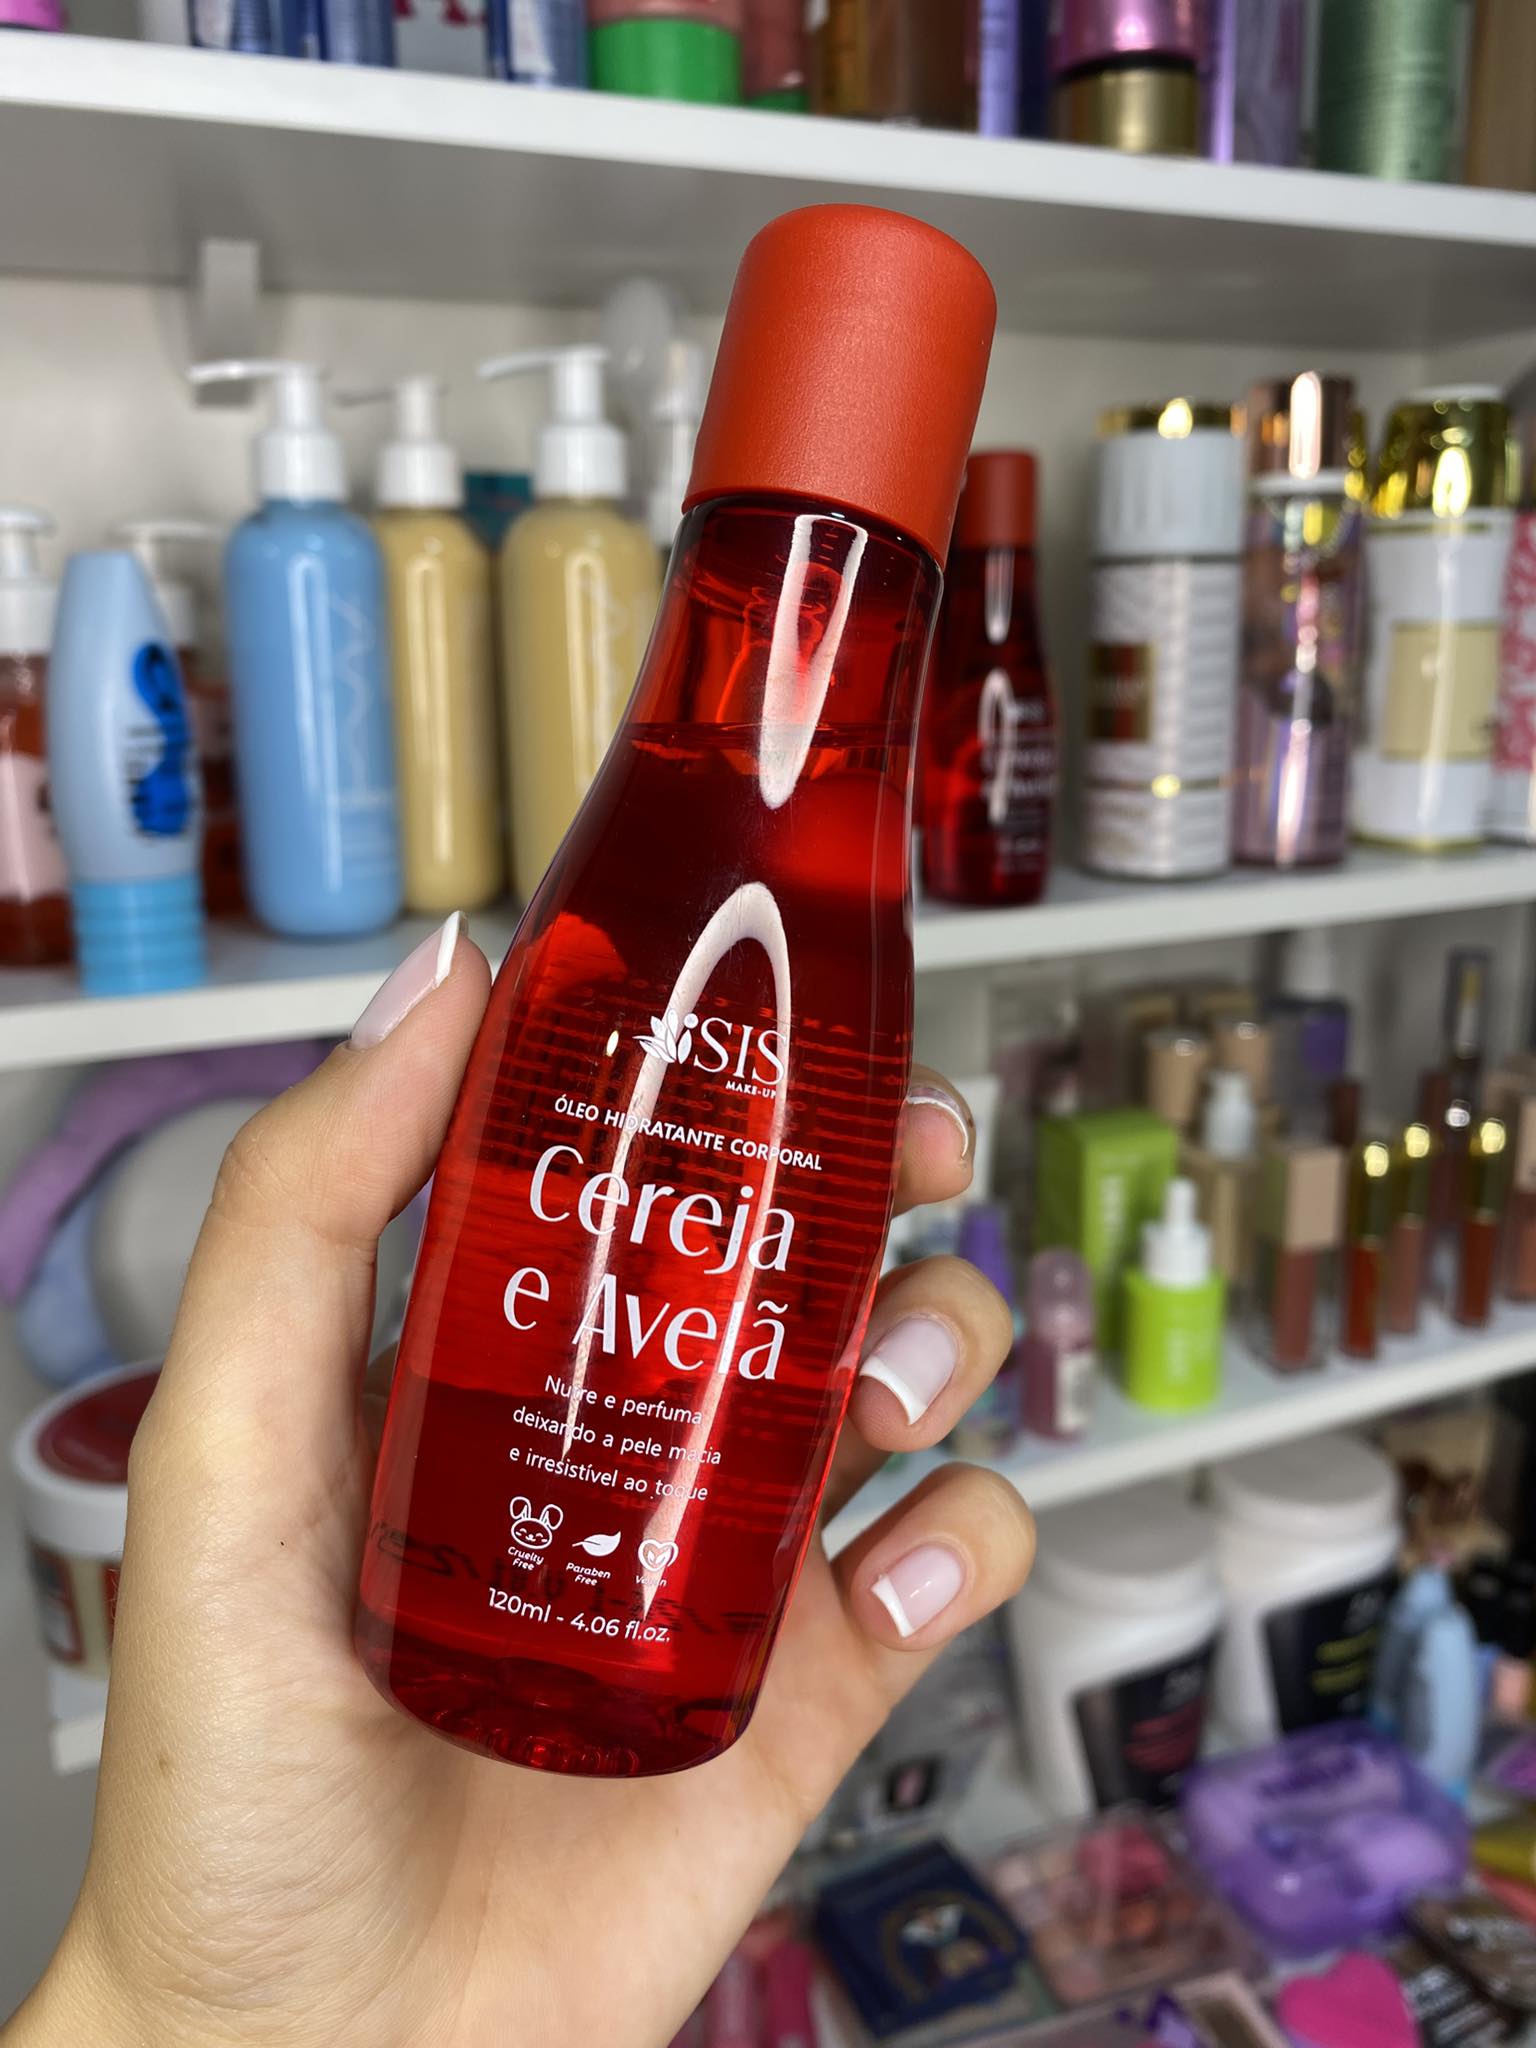 iSIS
MAKE-UP
ÓLEO HIDRATANTE CORPORAL
Cereja
e Avelã
Nutre e perfuma
deixando a pele macia
e irresistível ao toque
Cruelty
Free
Paraben
Free
Vegan
120ml - 4.06 fl.oz.